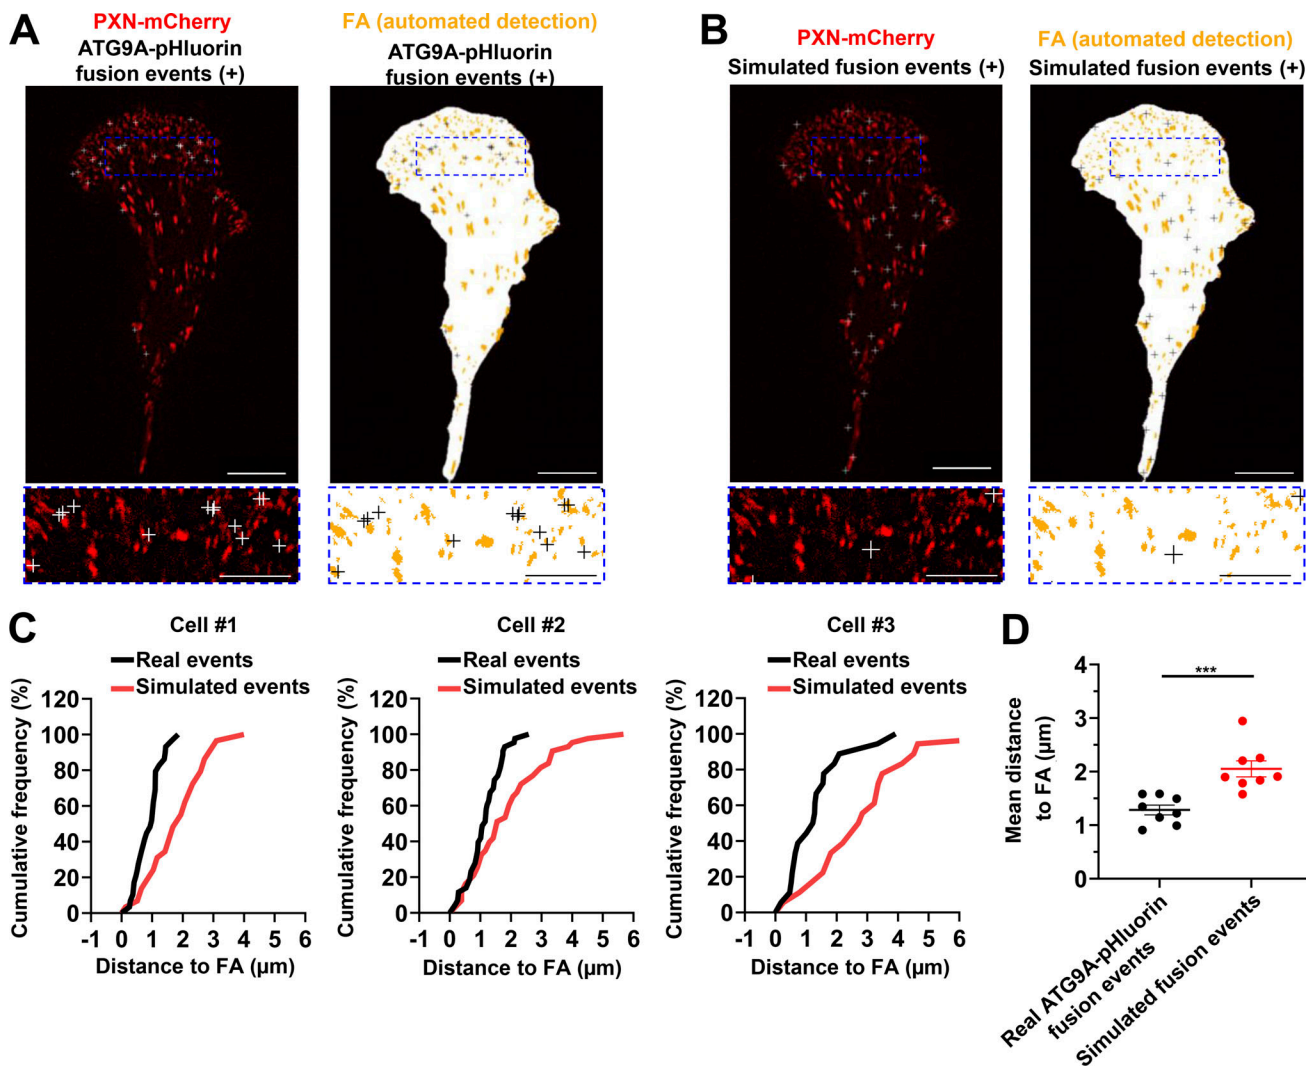 A
PXN-mCherry
ATG9A-pHluorin
fusion events (+)
FA (automated detection)
ATG9A-pHluorin
fusion events (+)
B
PXN-mCherry
Simulated fusion events (+)
FA (automated detection)
Simulated fusion events (+)
C
Cell #1
Real events
Simulated events
Cumulative frequency (%)
120
100
80
60
40
20
0
-1 0 1 2 3 4 5 6
Distance to FA (µm)
Cell #2
Real events
Simulated events
Cumulative frequency (%)
120
100
80
60
40
20
0
-1 0 1 2 3 4 5 6
Distance to FA (µm)
Cell #3
Real events
Simulated events
Cumulative frequency (%)
120
100
80
60
40
20
0
-1 0 1 2 3 4 5 6
Distance to FA (µm)
D
Mean distance
to FA (µm)
4
3
2
1
0
***
Real ATG9A-pHluorin
fusion events
Simulated fusion events